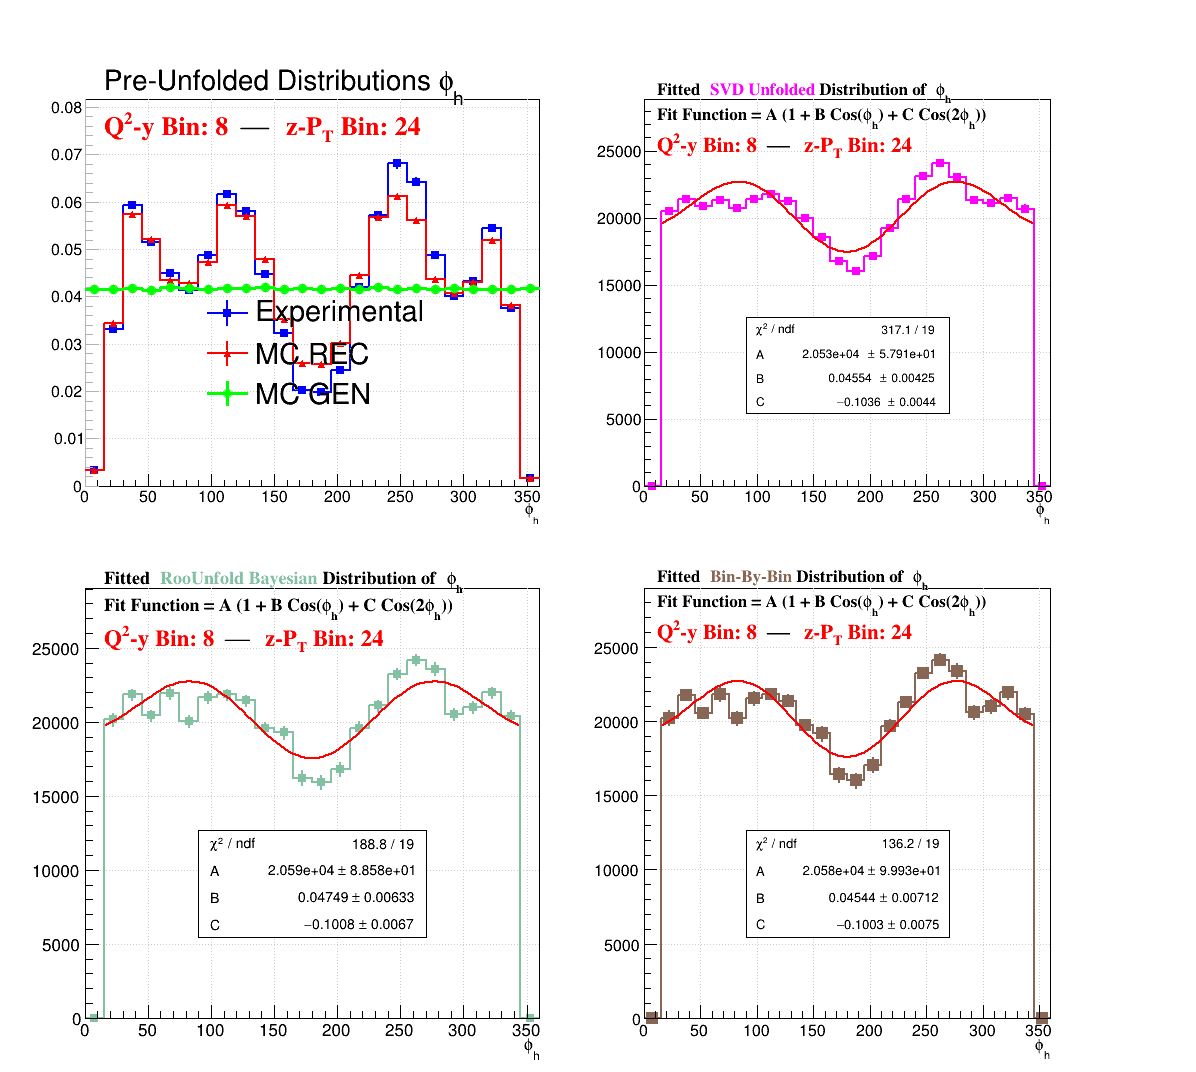 Pre-Unfolded Distributions ϕh
Q²-y Bin: 8 — z-PT Bin: 24
0.08
0.07
0.06
0.05
0.04
0.03
0.02
0.01
0
Experimental
MC REC
MC GEN
0 50 100 150 200 250 300 350
ϕh
Fitted SVD Unfolded Distribution of ϕh
Fit Function = A (1 + B Cos(ϕh) + C Cos(2ϕh))
Q²-y Bin: 8 — z-PT Bin: 24
25000
20000
15000
10000
5000
0
χ² / ndf 317.1 / 19
A 2.053e+04 ± 5.791e+01
B 0.04554 ± 0.00425
C −0.1036 ± 0.0044
0 50 100 150 200 250 300 350
ϕh
Fitted RooUnfold Bayesian Distribution of ϕh
Fit Function = A (1 + B Cos(ϕh) + C Cos(2ϕh))
Q²-y Bin: 8 — z-PT Bin: 24
25000
20000
15000
10000
5000
0
χ² / ndf 188.8 / 19
A 2.059e+04 ± 8.858e+01
B 0.04749 ± 0.00633
C −0.1008 ± 0.0067
0 50 100 150 200 250 300 350
ϕh
Fitted Bin-By-Bin Distribution of ϕh
Fit Function = A (1 + B Cos(ϕh) + C Cos(2ϕh))
Q²-y Bin: 8 — z-PT Bin: 24
25000
20000
15000
10000
5000
0
χ² / ndf 136.2 / 19
A 2.058e+04 ± 9.993e+01
B 0.04544 ± 0.00712
C −0.1003 ± 0.0075
0 50 100 150 200 250 300 350
ϕh